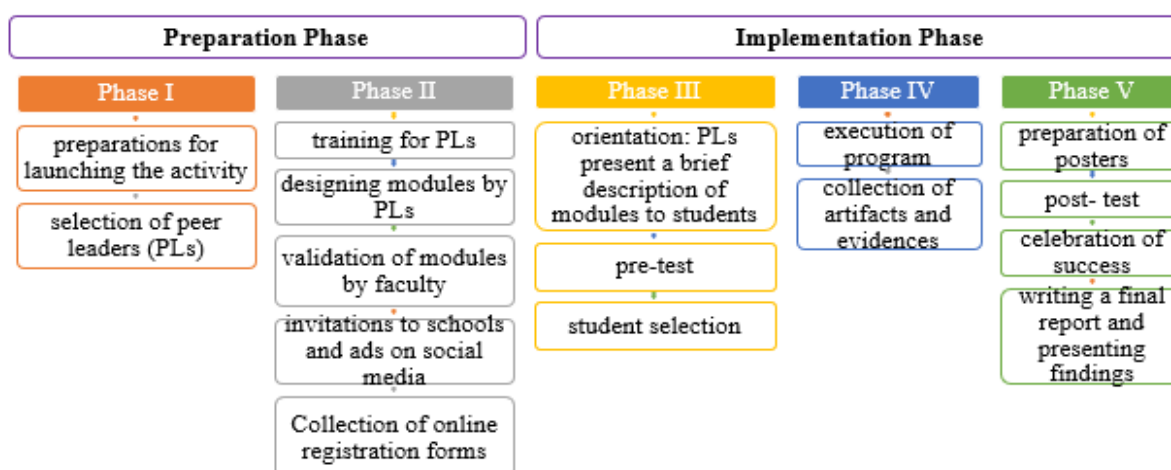 Preparation Phase
Implementation Phase
Phase I
preparations for
launching the activity
selection of peer
leaders (PLs)
Phase II
training for PLs
designing modules by
PLs
validation of modules
by faculty
invitations to schools
and ads on social
media
Collection of online
registration forms
Phase III
orientation: PLs
present a brief
description of
modules to students
pre-test
student selection
Phase IV
execution of
program
collection of
artifacts and
evidences
Phase V
preparation of
posters
post- test
celebration of
success
writing a final
report and
presenting
findings